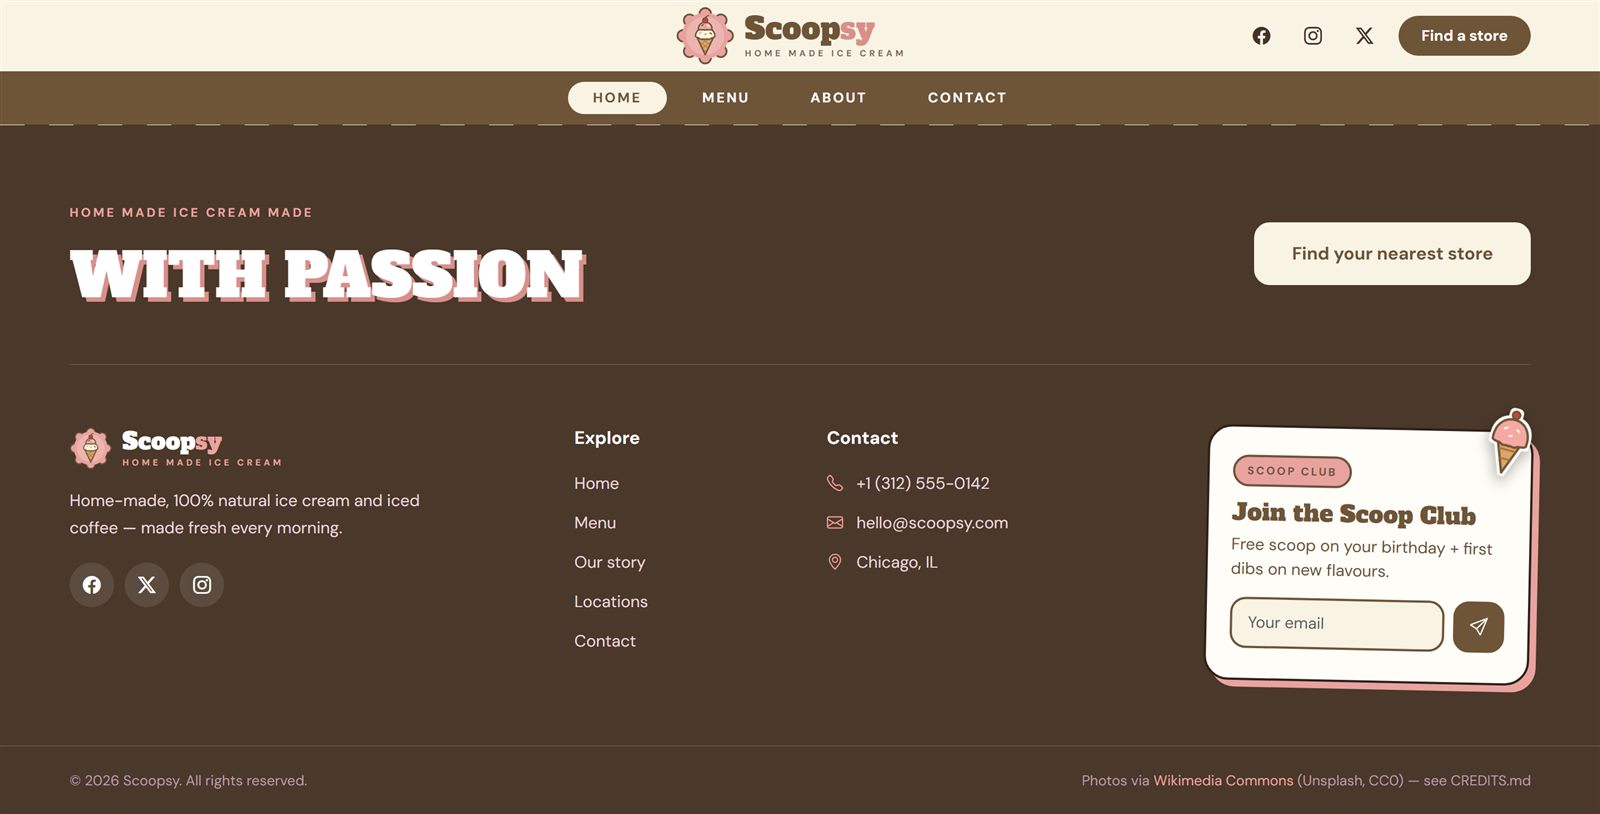 Scoopsy
HOME MADE ICE CREAM
Find a store
HOME MENU ABOUT CONTACT
HOME MADE ICE CREAM MADE
WITH PASSION
Find your nearest store
Scoopsy
HOME MADE ICE CREAM
Home-made, 100% natural ice cream and iced
coffee — made fresh every morning.
Explore
Home
Menu
Our story
Locations
Contact
Contact
+1 (312) 555-0142
hello@scoopsy.com
Chicago, IL
SCOOP CLUB
Join the Scoop Club
Free scoop on your birthday + first
dibs on new flavours.
Your email
© 2026 Scoopsy. All rights reserved.
Photos via Wikimedia Commons (Unsplash, CC0) — see CREDITS.md